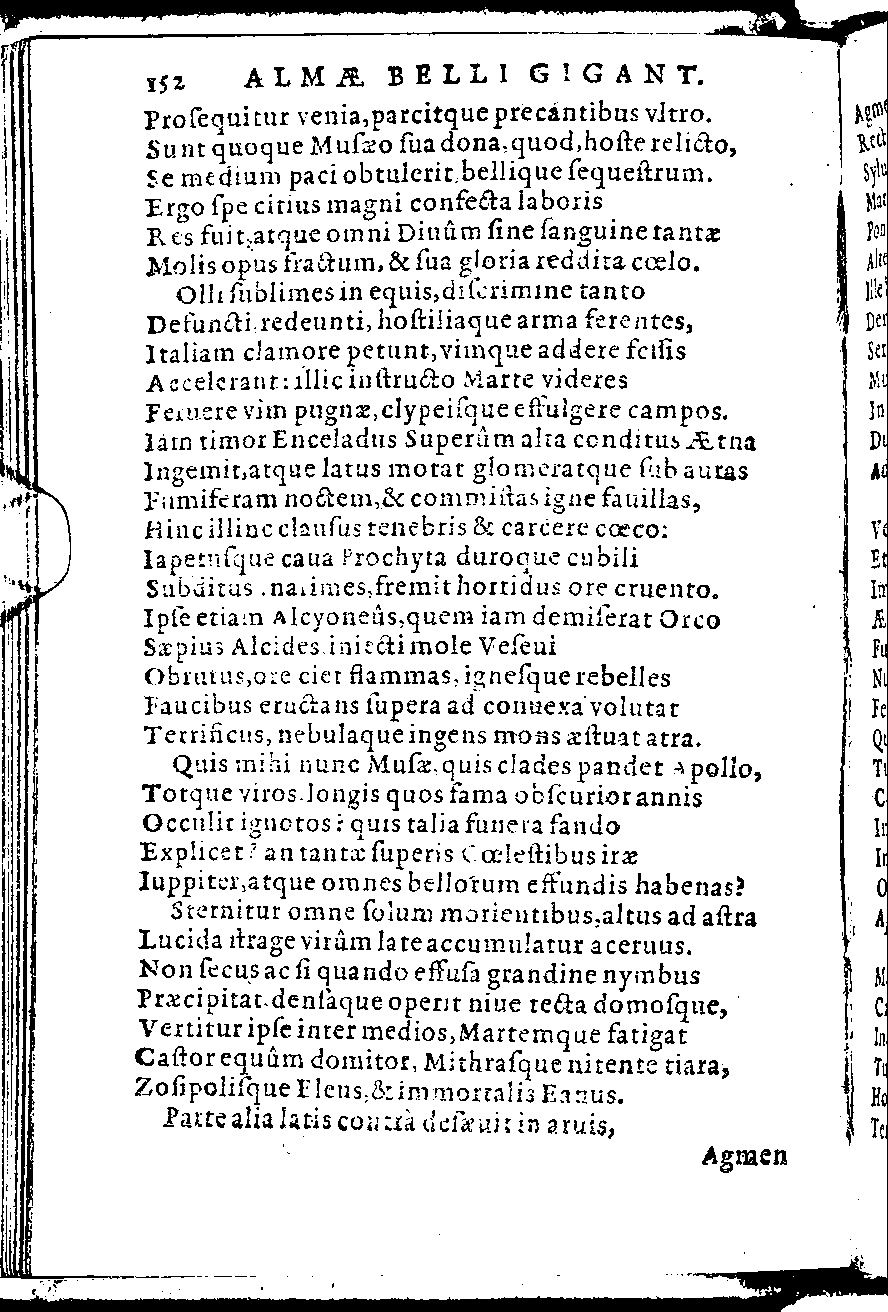 152 ALMÆ BELLI GIGANT.
Proſequitur venia, parcitque precantibus vltro.
Sunt quoque Muſæo ſua dona, quod, hoſte relicto,
Se medium paci obtulerit, bellique ſequeſtrum.
Ergo ſpe citius magni confecta laboris
Res fuit, atque omni Diuûm ſine ſanguine tantæ
Molis opus fractum, & ſua gloria reddita cœlo.
Olli ſublimes in equis, diſcrimine tanto
Defuncti, redeunti, hoſtiliaque arma ferentes,
Italiam clamore petunt, vimque addere feſſis
Accelerant: illic inſtructo Marte videres
Feruere vim pugnæ, clypeiſque effulgere campos.
Iam timor Enceladus Superûm alta conditus Ætna
Ingemit, atque latus motat glomeratque ſub auras
Fumiferam noctem, & commiſtas igne fauillas,
Hinc illinc clauſus tenebris & carcere cœco:
Iapetuſque caua Prochyta duroque cubili
Subditus Inarimes, fremit horridus ore cruento.
Ipſe etiam Alcyoneûs, quem iam demiſerat Orco
Sæpius Alcides, iniecti mole Veſeui
Obrutus, ore ciet flammas, igneſque rebelles
Faucibus eructans ſupera ad conuexa volutat
Terrificus, nebulaque ingens mons æſtuat atra.
Quis mihi nunc Muſæ, quis clades pandet Apollo,
Totque viros, longis quos fama obſcurior annis
Occulit ignotos? quis talia funera fando
Explicet? an tantæ ſuperis Cœleſtibus iræ
Iuppiter, atque omnes bellorum effundis habenas?
Sternitur omne ſolum morientibus, altus ad aſtra
Lucida ſtrage virûm late accumulatur aceruus.
Non ſecus ac ſi quando effuſa grandine nymbus
Præcipitat, denſàque operit niue tecta domoſque,
Vertitur ipſe inter medios, Martemque fatigat
Caſtor equûm domitor, Mithraſque nitente tiara,
Zoſipoliſque Eleus, & immortalis Eanus.
Parte alia latis contrà deſæuit in aruis,
Agmen